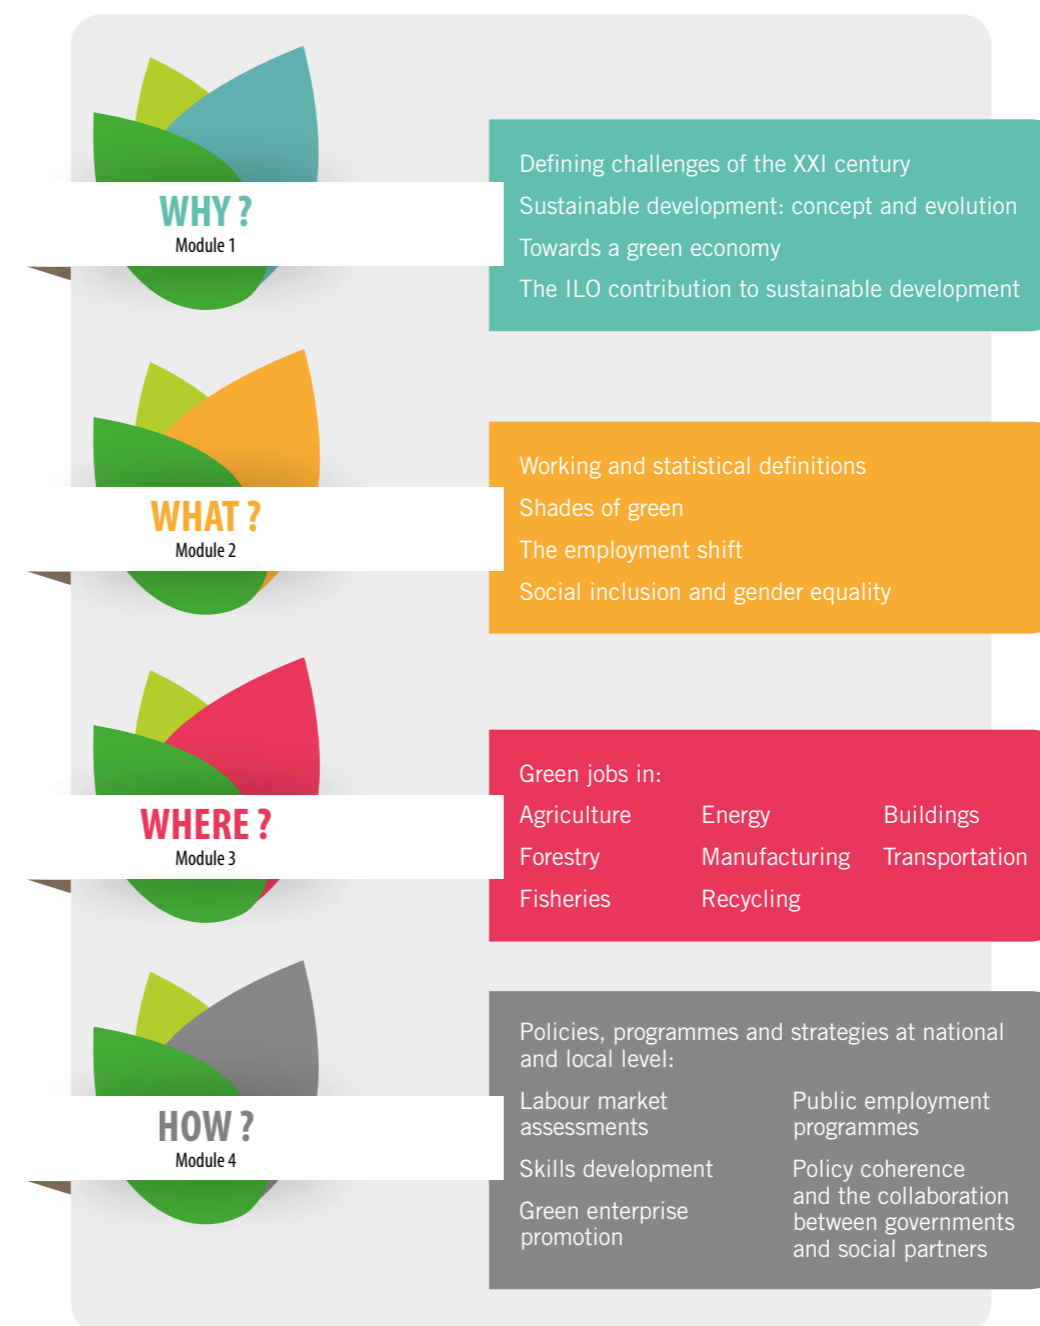 WHY ?
Module 1
Defining challenges of the XXI century
Sustainable development: concept and evolution
Towards a green economy
The ILO contribution to sustainable development
WHAT ?
Module 2
Working and statistical definitions
Shades of green
The employment shift
Social inclusion and gender equality
WHERE ?
Module 3
Green jobs in:
Agriculture
Forestry
Fisheries
Energy
Manufacturing
Recycling
Buildings
Transportation
HOW ?
Module 4
Policies, programmes and strategies at national
and local level:
Labour market
assessments
Skills development
Green enterprise
promotion
Public employment
programmes
Policy coherence
and the collaboration
between governments
and social partners